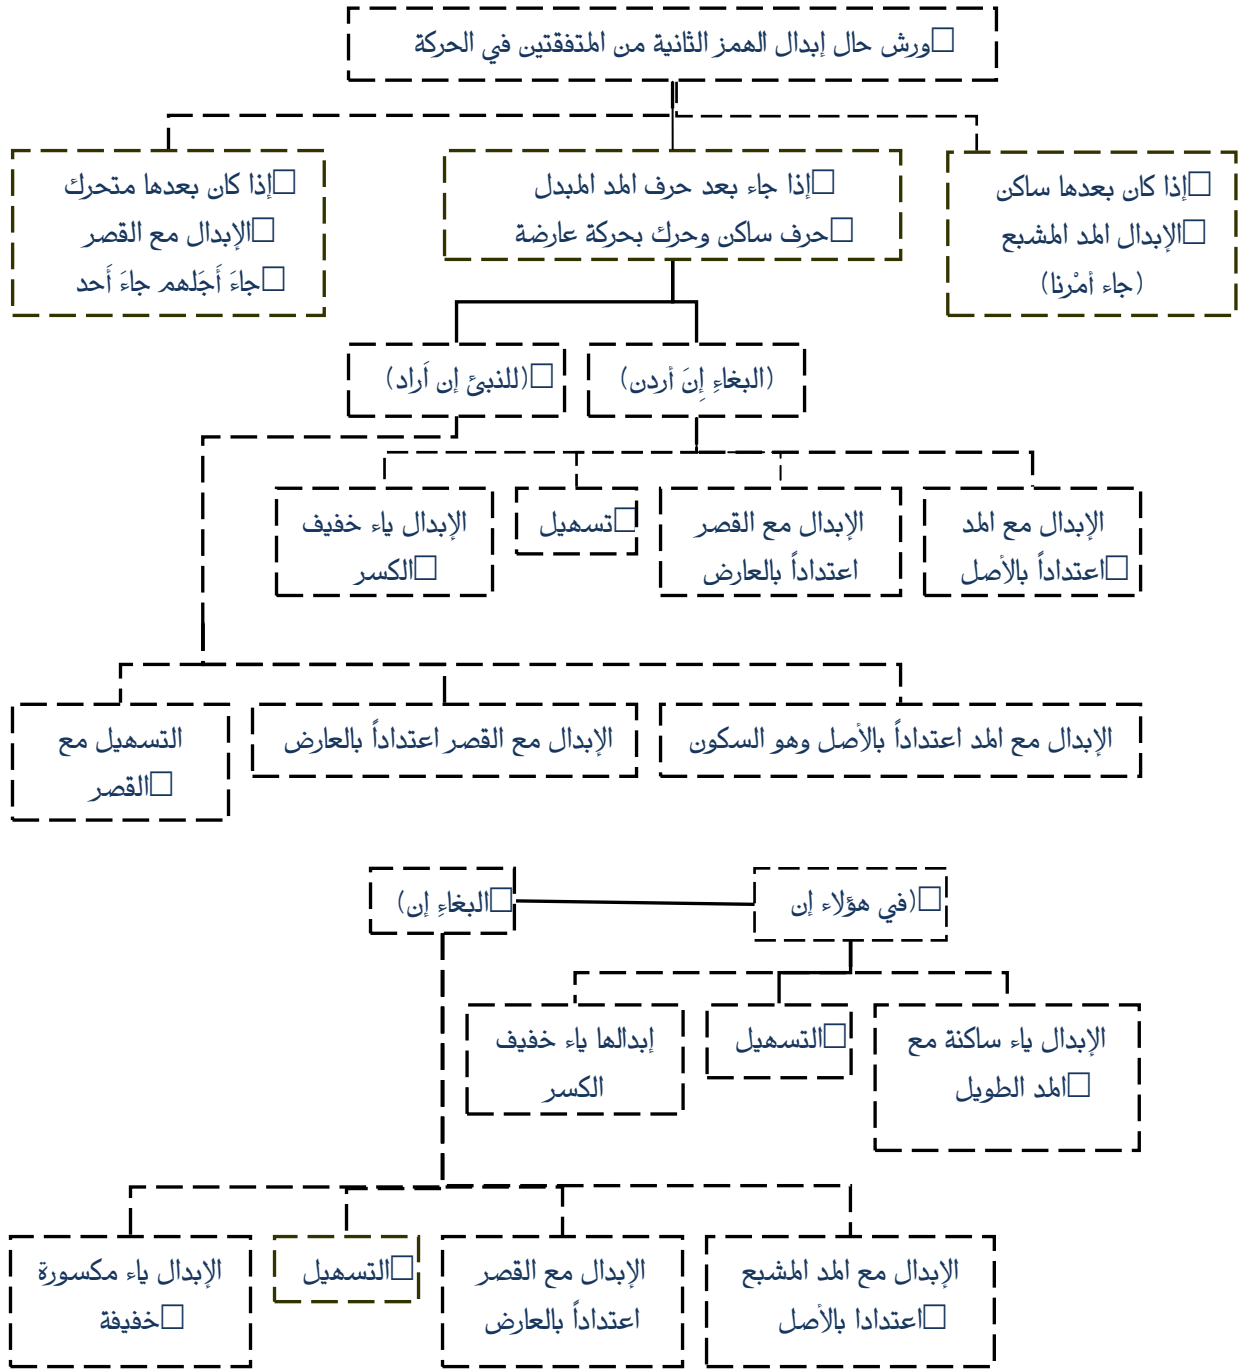 ورش حال إبدال الهمز الثانية من المتفقتين في الحركة
إذا كان بعدها ساكن
الإبدال المد المشبع
(جاء أمْرنا)
إذا جاء بعد حرف المد المبدل
حرف ساكن وحرك بحركة عارضة
إذا كان بعدها متحرك
الإبدال مع القصر
جاءَ أَجَلهم جاءَ أَحد
(البغاءِ إِنَ أردن)
(للنبئ إن اَراد)
الإبدال مع المد
اعتداداً بالأصل
الإبدال مع القصر
اعتداداً بالعارض
تسهيل
الإبدال ياء خفيف
الكسر
الإبدال مع المد اعتداداً بالأصل وهو السكون
الإبدال مع القصر اعتداداً بالعارض
التسهيل مع
القصر
(في هؤلاء إن
البغاءِ إن)
الإبدال ياء ساكنة مع
المد الطويل
التسهيل
إبدالها ياء خفيف
الكسر
الإبدال مع المد المشبع
اعتدادا بالأصل
الإبدال مع القصر
اعتداداً بالعارض
التسهيل
الإبدال ياء مكسورة
خفيفة